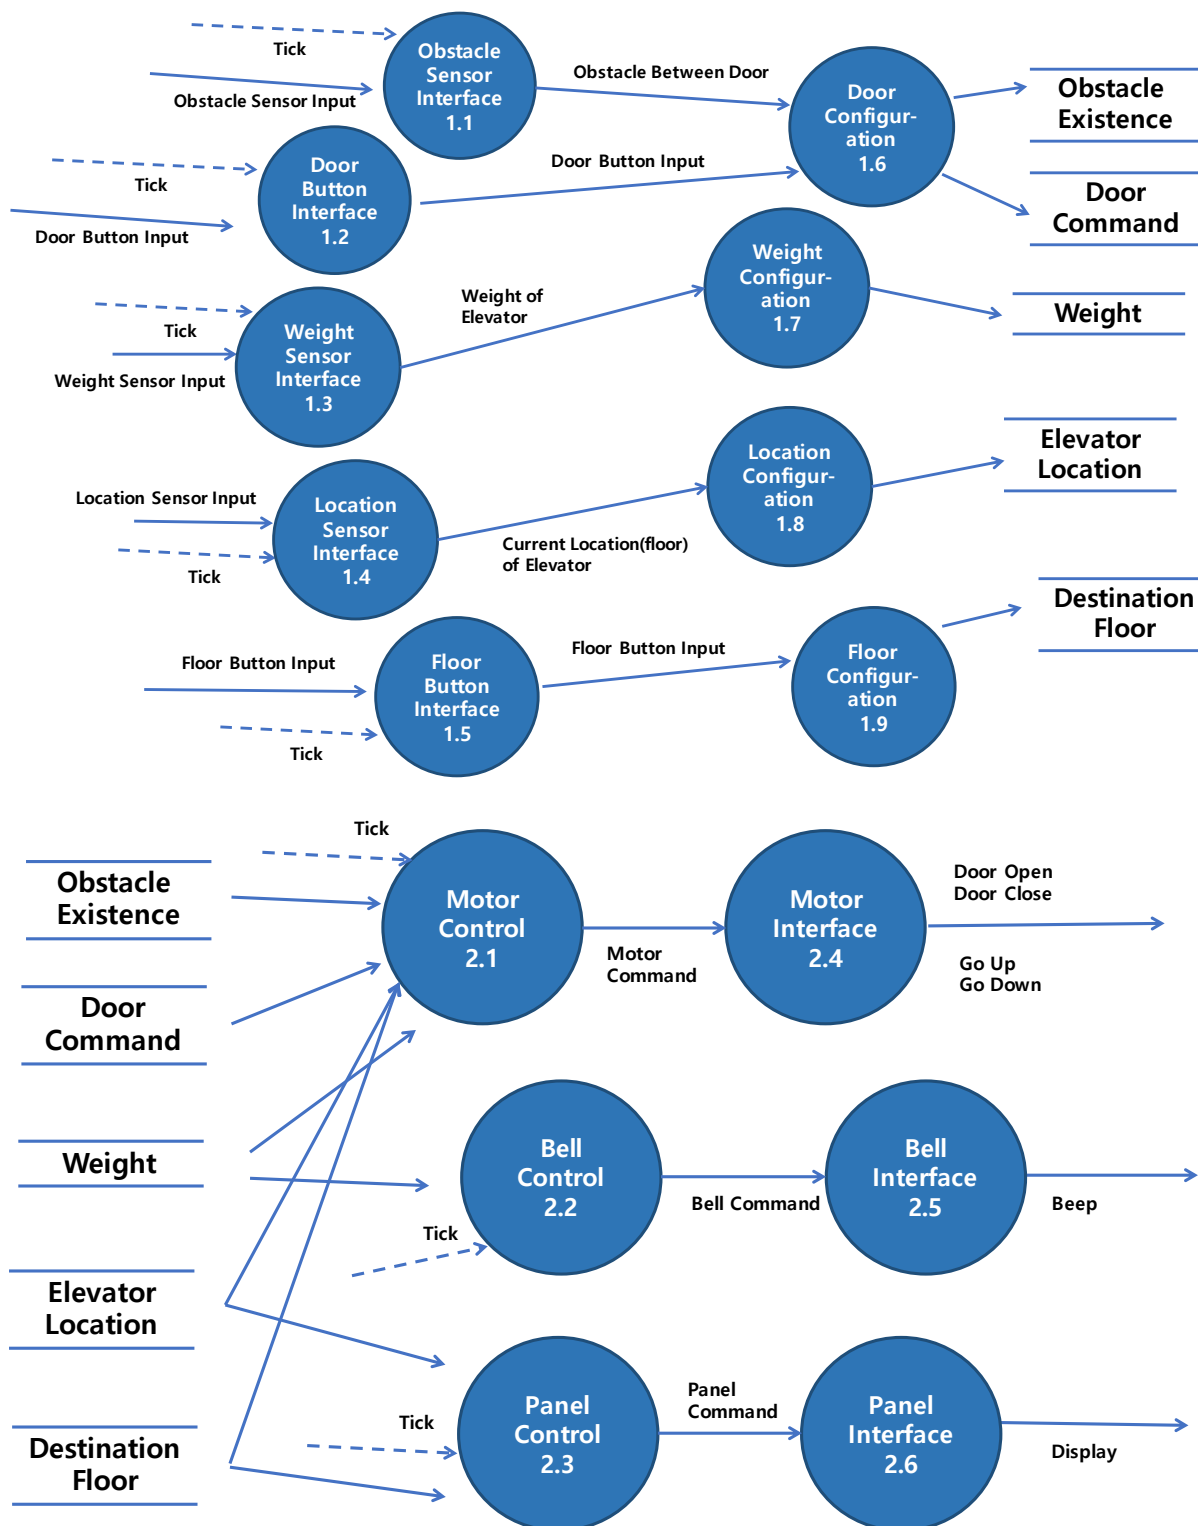 Tick
Obstacle Sensor Input
Obstacle
Sensor
Interface
1.1
Obstacle Between Door
Door
Configur-
ation
1.6
Obstacle
Existence
Tick
Door Button Input
Door
Button
Interface
1.2
Door Button Input
Door
Command
Tick
Weight Sensor Input
Weight
Sensor
Interface
1.3
Weight of
Elevator
Weight
Configur-
ation
1.7
Weight
Location Sensor Input
Tick
Location
Sensor
Interface
1.4
Current Location(floor)
of Elevator
Location
Configur-
ation
1.8
Elevator
Location
Floor Button Input
Tick
Floor
Button
Interface
1.5
Floor Button Input
Floor
Configur-
ation
1.9
Destination
Floor
Tick
Obstacle
Existence
Motor
Control
2.1
Motor
Command
Motor
Interface
2.4
Door Open
Door Close
Go Up
Go Down
Door
Command
Weight
Tick
Bell
Control
2.2
Bell Command
Bell
Interface
2.5
Beep
Elevator
Location
Destination
Floor
Tick
Panel
Control
2.3
Panel
Command
Panel
Interface
2.6
Display